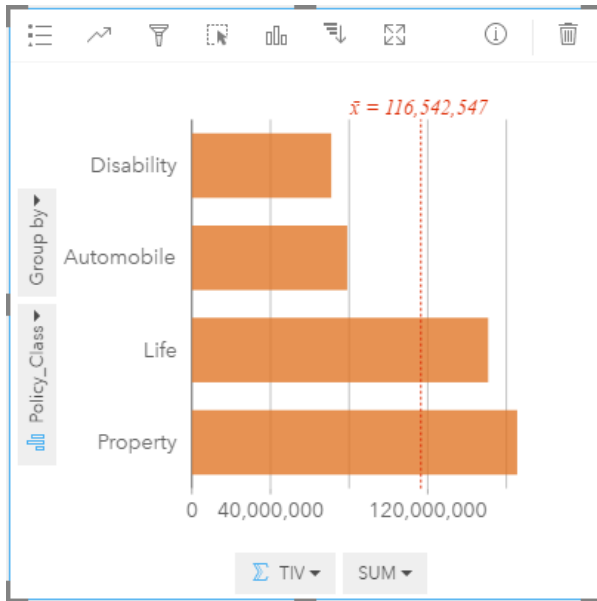 x̄ = 116,542,547
Disability
Automobile
Life
Property
Group by
Policy_Class
0 40,000,000 120,000,000
Σ TIV SUM